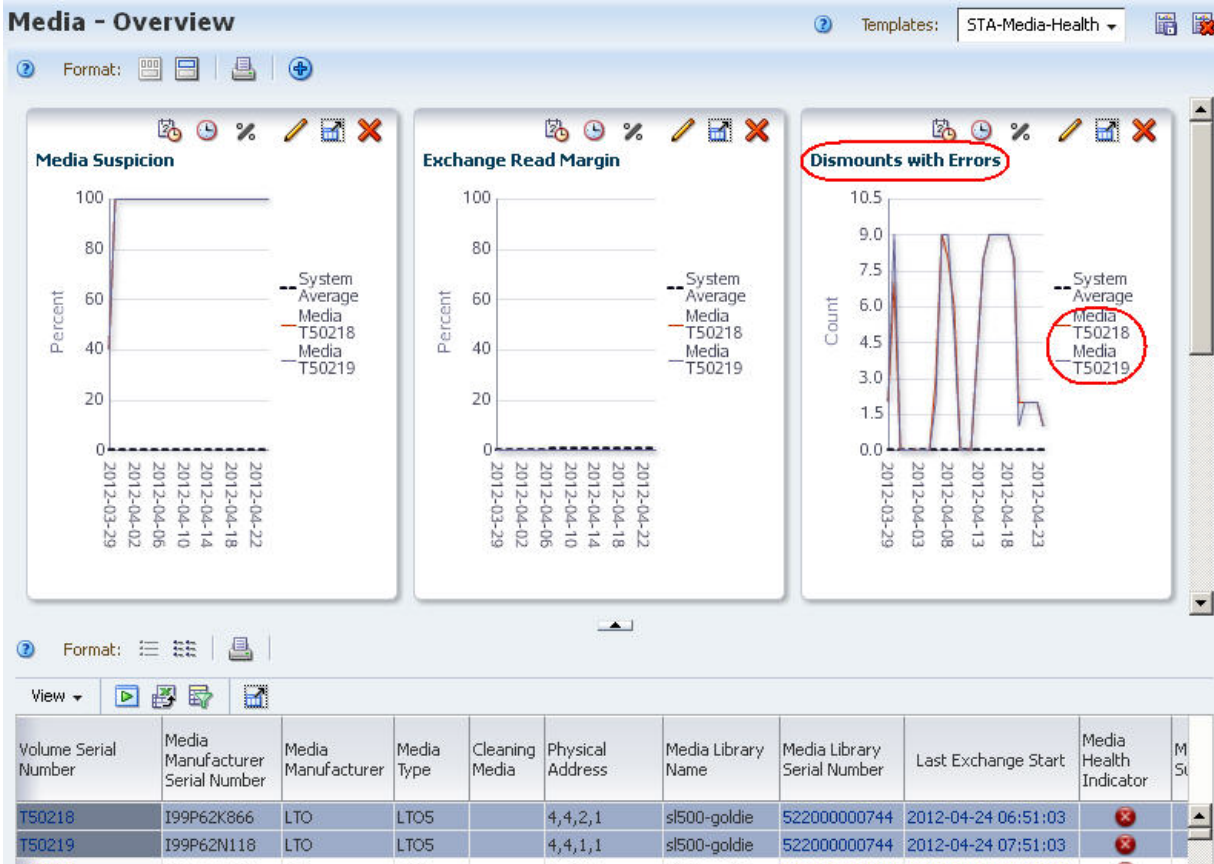 Media - Overview
Templates: STA-Media-Health
Format:
Media Suspicion
100
80
60
40
20
0
Percent
System
Average
Media
T50218
Media
T50219
2012-03-29
2012-04-02
2012-04-06
2012-04-10
2012-04-14
2012-04-18
2012-04-22
Exchange Read Margin
100
80
60
40
20
0
Percent
System
Average
Media
T50218
Media
T50219
2012-03-29
2012-04-02
2012-04-06
2012-04-10
2012-04-14
2012-04-18
2012-04-22
Dismounts with Errors
10.5
9.0
7.5
6.0
4.5
3.0
1.5
0.0
Count
System
Average
Media
T50218
Media
T50219
2012-03-29
2012-04-03
2012-04-08
2012-04-13
2012-04-18
2012-04-23
Format:
View
Volume Serial Number
Media Manufacturer Serial Number
Media Manufacturer
Media Type
Cleaning Media
Physical Address
Media Library Name
Media Library Serial Number
Last Exchange Start
Media Health Indicator
T50218 I99P62K866 LTO LTO5 4,4,2,1 sl500-goldie 522000000744 2012-04-24 06:51:03
T50219 I99P62N118 LTO LTO5 4,4,1,1 sl500-goldie 522000000744 2012-04-24 07:51:03